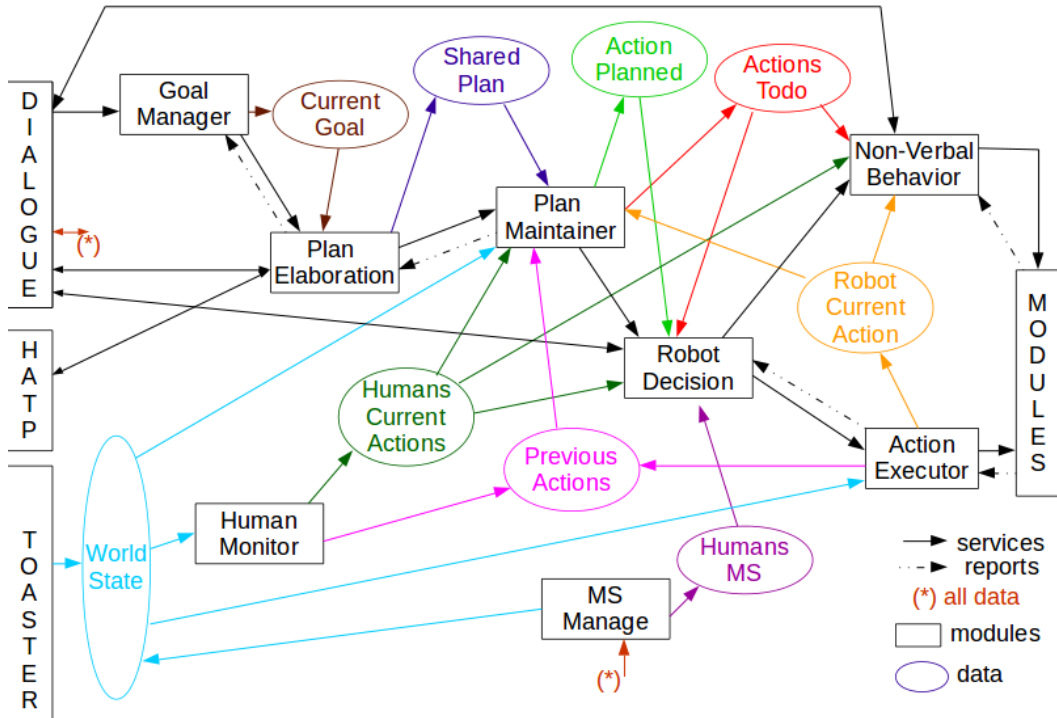 DIALOGUE
HATP
TOASTER
MODULES
Goal
Manager
Current
Goal
Shared
Plan
Action
Planned
Actions
Todo
Non-Verbal
Behavior
(*)
Plan
Elaboration
Plan
Maintainer
Robot
Current
Action
Robot
Decision
Humans
Current
Actions
Previous
Actions
Action
Executor
World
State
Human
Monitor
Humans
MS
MS
Manage
(*)
services
reports
(*) all data
modules
data